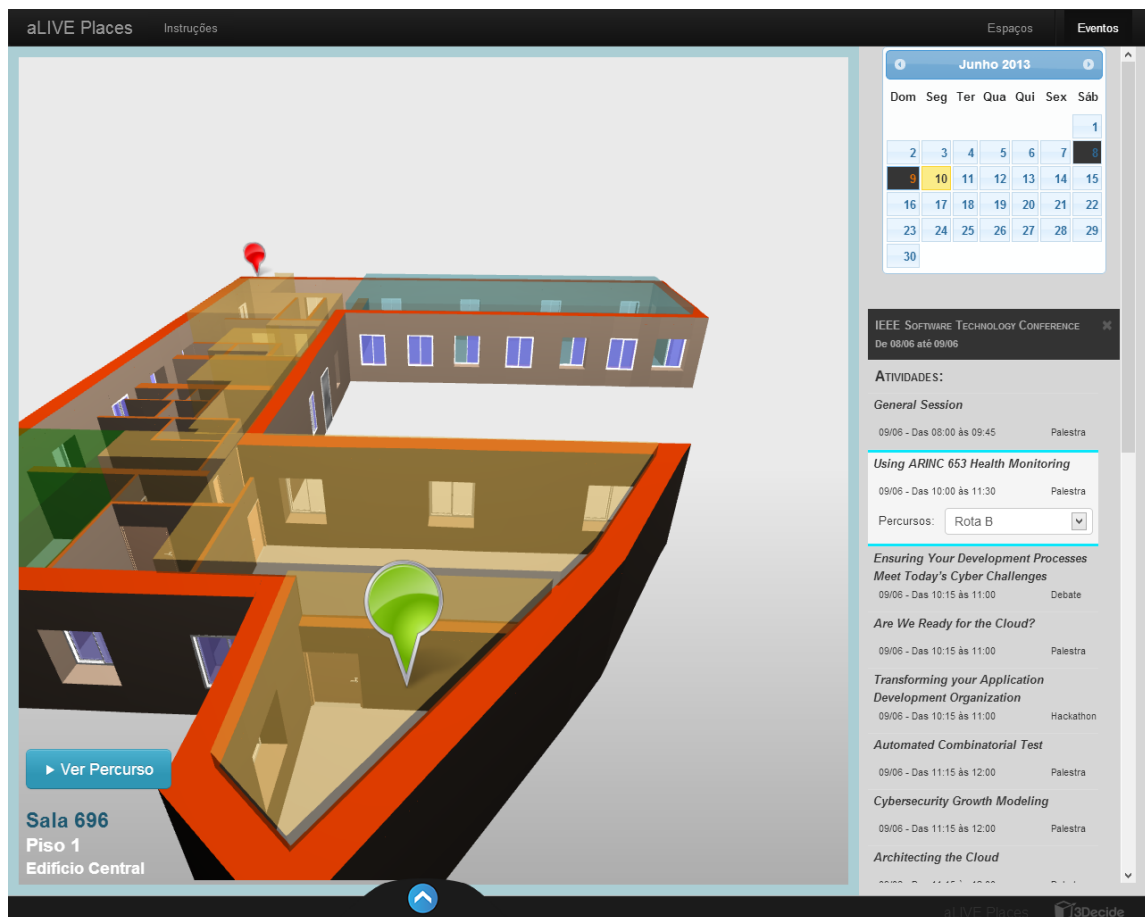 aLIVE Places Instruções Espaços Eventos
Junho 2013
Dom Seg Ter Qua Qui Sex Sáb
1
2 3 4 5 6 7 8
9 10 11 12 13 14 15
16 17 18 19 20 21 22
23 24 25 26 27 28 29
30
IEEE Software Technology Conference
De 08/06 até 09/06
Atividades:
General Session
09/06 - Das 08:00 às 09:45 Palestra
Using ARINC 653 Health Monitoring
09/06 - Das 10:00 às 11:30 Palestra
Percursos: Rota B
Ensuring Your Development Processes
Meet Today's Cyber Challenges
09/06 - Das 10:15 às 11:00 Debate
Are We Ready for the Cloud?
09/06 - Das 10:15 às 11:00 Palestra
Transforming your Application
Development Organization
09/06 - Das 10:15 às 11:00 Hackathon
Automated Combinatorial Test
09/06 - Das 11:15 às 12:00 Palestra
Cybersecurity Growth Modeling
09/06 - Das 11:15 às 12:00 Palestra
Architecting the Cloud
Ver Percurso
Sala 696
Piso 1
Edifício Central
aLIVE Places 3Decide